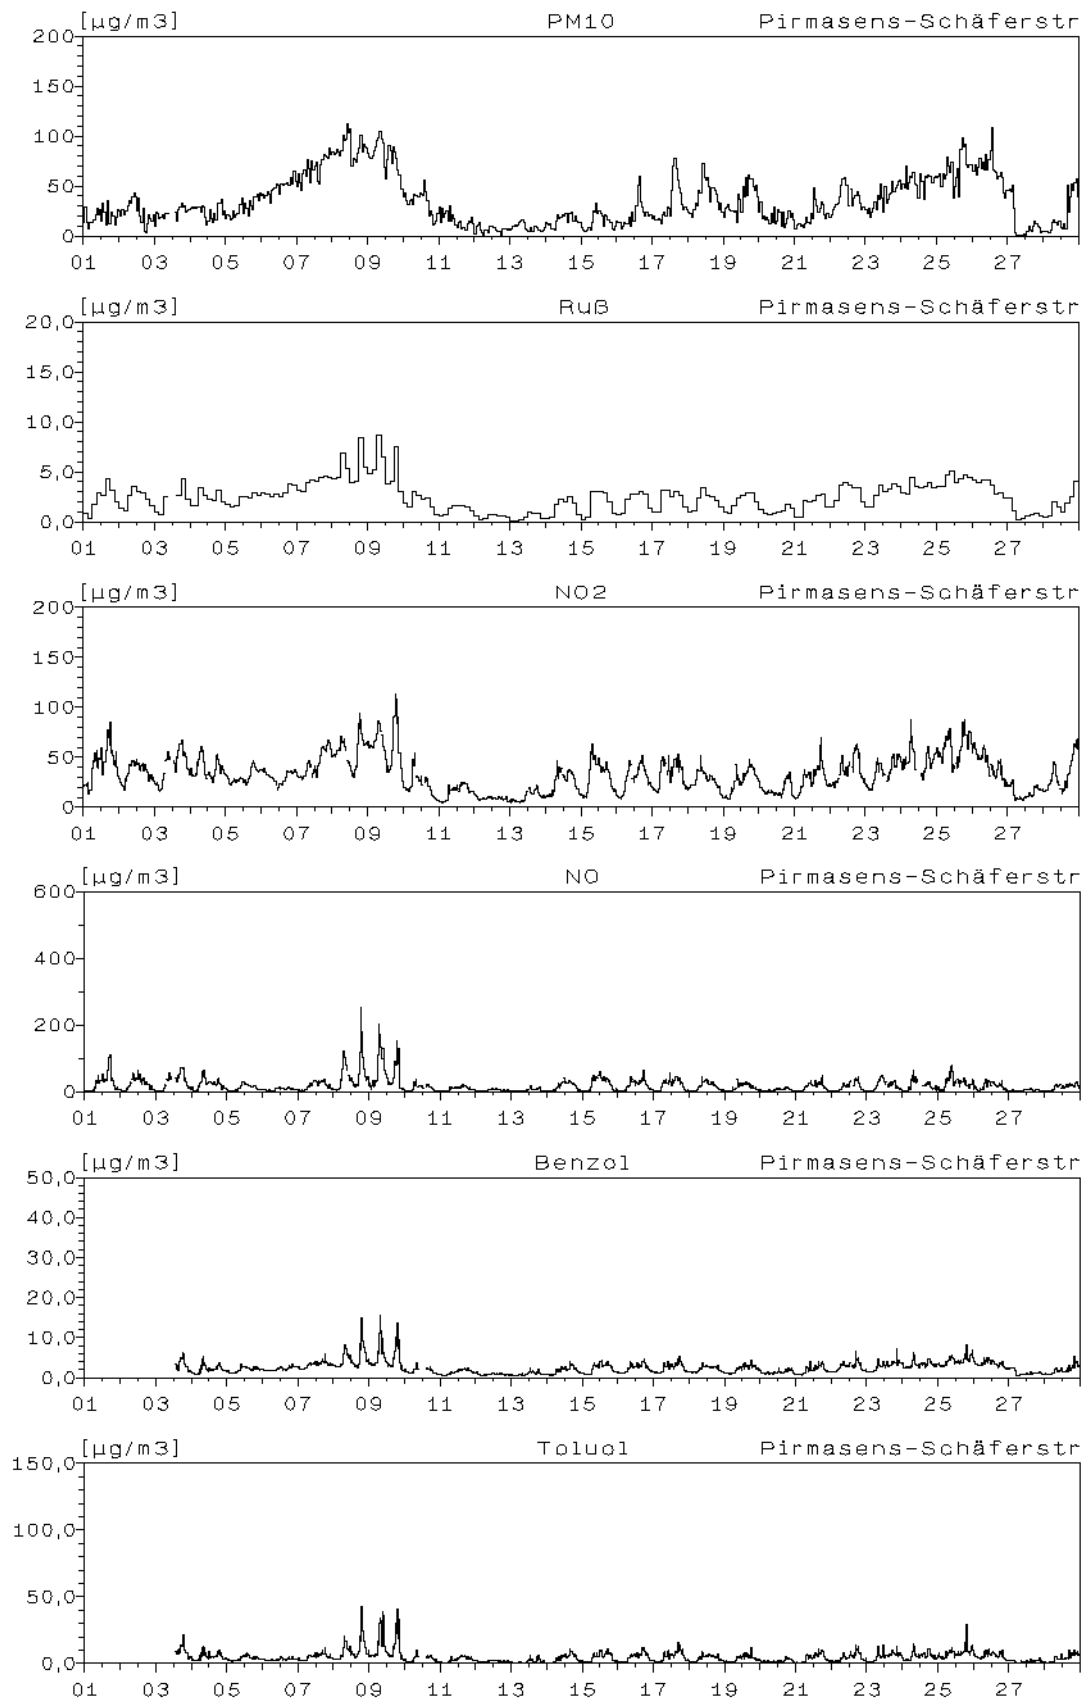 [µg/m3] PM10 Pirmasens-Schäferstr
200
150
100
50
0
01 03 05 07 09 11 13 15 17 19 21 23 25 27
[µg/m3] Ruß Pirmasens-Schäferstr
20,0
15,0
10,0
5,0
0,0
01 03 05 07 09 11 13 15 17 19 21 23 25 27
[µg/m3] NO2 Pirmasens-Schäferstr
200
150
100
50
0
01 03 05 07 09 11 13 15 17 19 21 23 25 27
[µg/m3] NO Pirmasens-Schäferstr
600
400
200
0
01 03 05 07 09 11 13 15 17 19 21 23 25 27
[µg/m3] Benzol Pirmasens-Schäferstr
50,0
40,0
30,0
20,0
10,0
0,0
01 03 05 07 09 11 13 15 17 19 21 23 25 27
[µg/m3] Toluol Pirmasens-Schäferstr
150,0
100,0
50,0
0,0
01 03 05 07 09 11 13 15 17 19 21 23 25 27